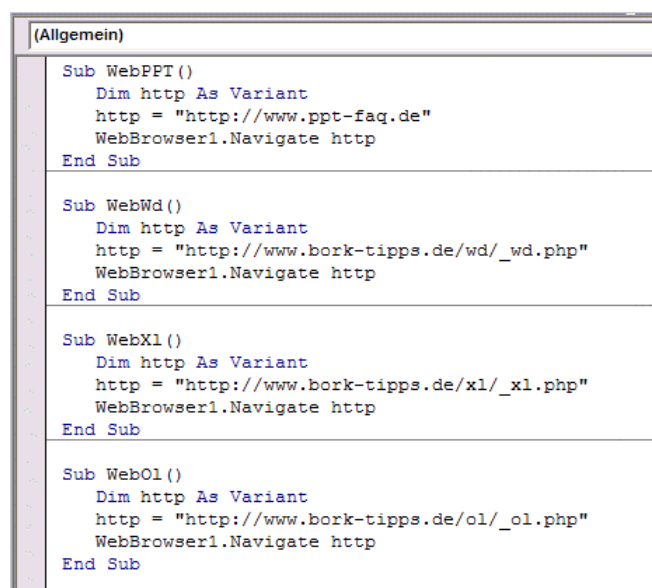 (Allgemein)
Sub WebPPT()
Dim http As Variant
http = "http://www.ppt-faq.de"
WebBrowser1.Navigate http
End Sub
Sub WebWd()
Dim http As Variant
http = "http://www.bork-tipps.de/wd/_wd.php"
WebBrowser1.Navigate http
End Sub
Sub WebXl()
Dim http As Variant
http = "http://www.bork-tipps.de/xl/_xl.php"
WebBrowser1.Navigate http
End Sub
Sub WebOl()
Dim http As Variant
http = "http://www.bork-tipps.de/ol/_ol.php"
WebBrowser1.Navigate http
End Sub